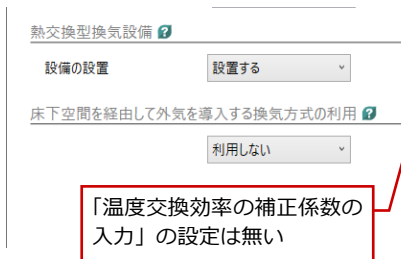 熱交換型換気設備 ?
設備の設置 設置する
床下空間を経由して外気を導入する換気方式の利用 ?
利用しない
「温度交換効率の補正係数の
入力」の設定は無い